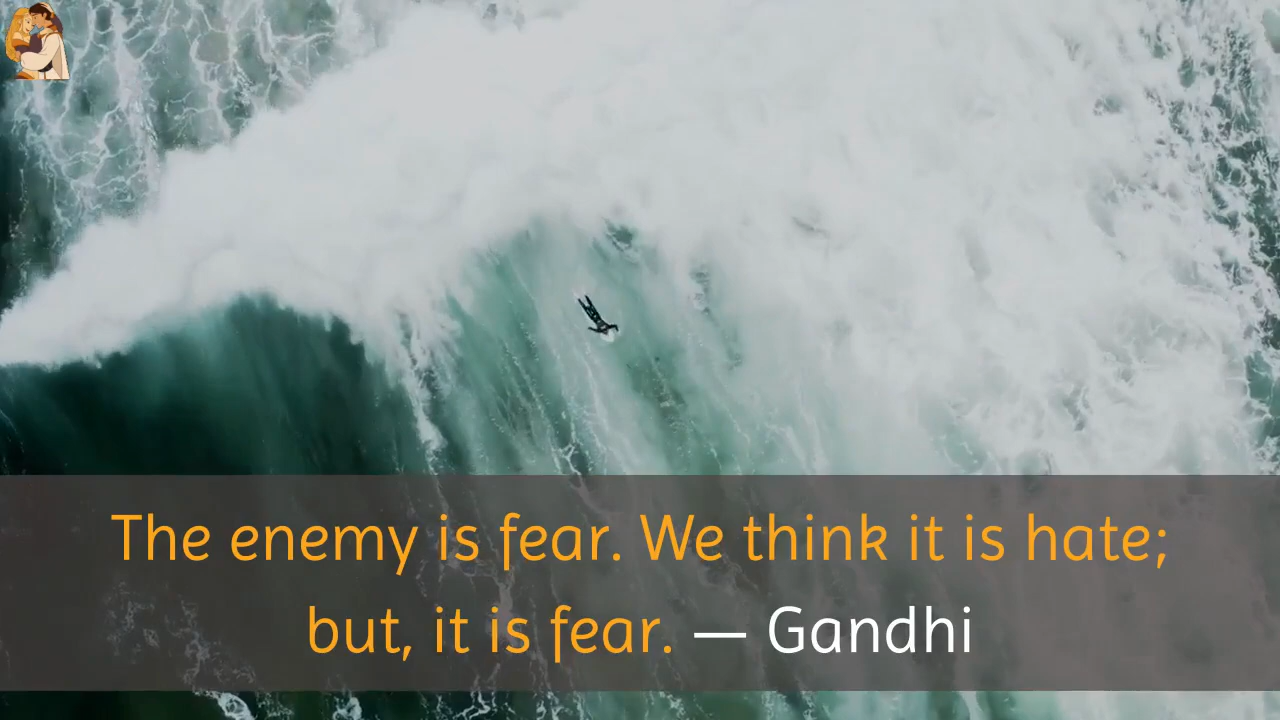 The enemy is fear. We think it is hate;
but, it is fear. — Gandhi